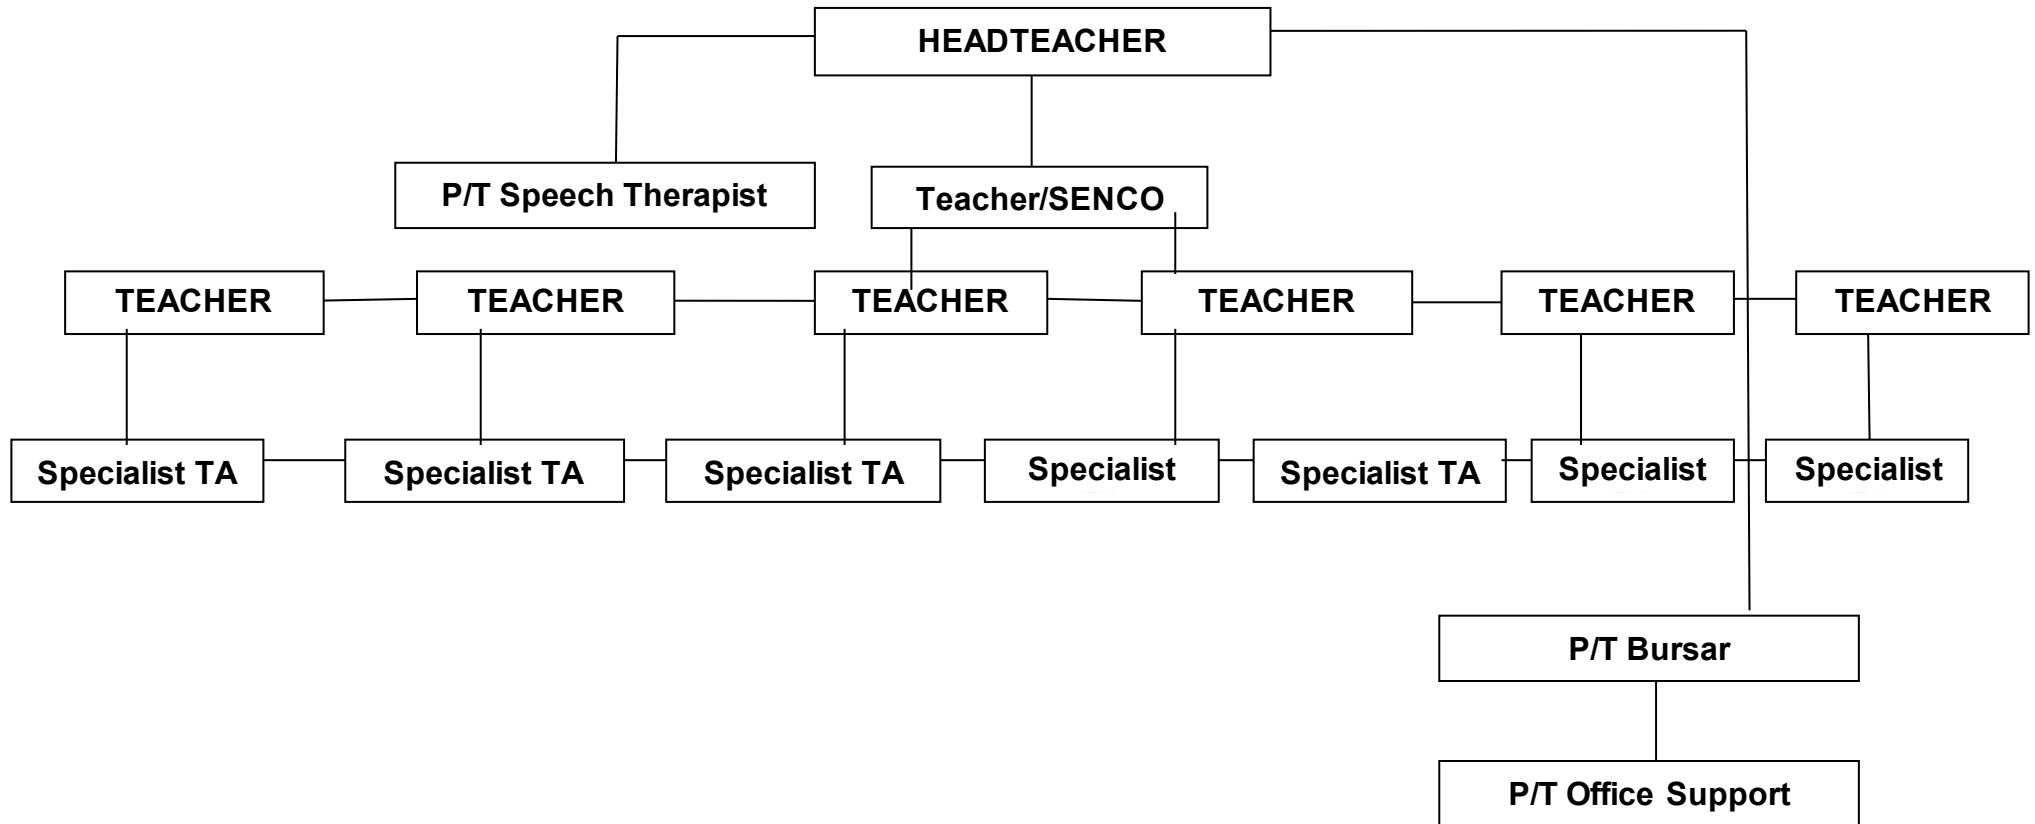 HEADTEACHER
P/T Speech Therapist
Teacher/SENCO
TEACHER
TEACHER
TEACHER
TEACHER
TEACHER
TEACHER
Specialist TA
Specialist TA
Specialist TA
Specialist
Specialist TA
Specialist
Specialist
P/T Bursar
P/T Office Support